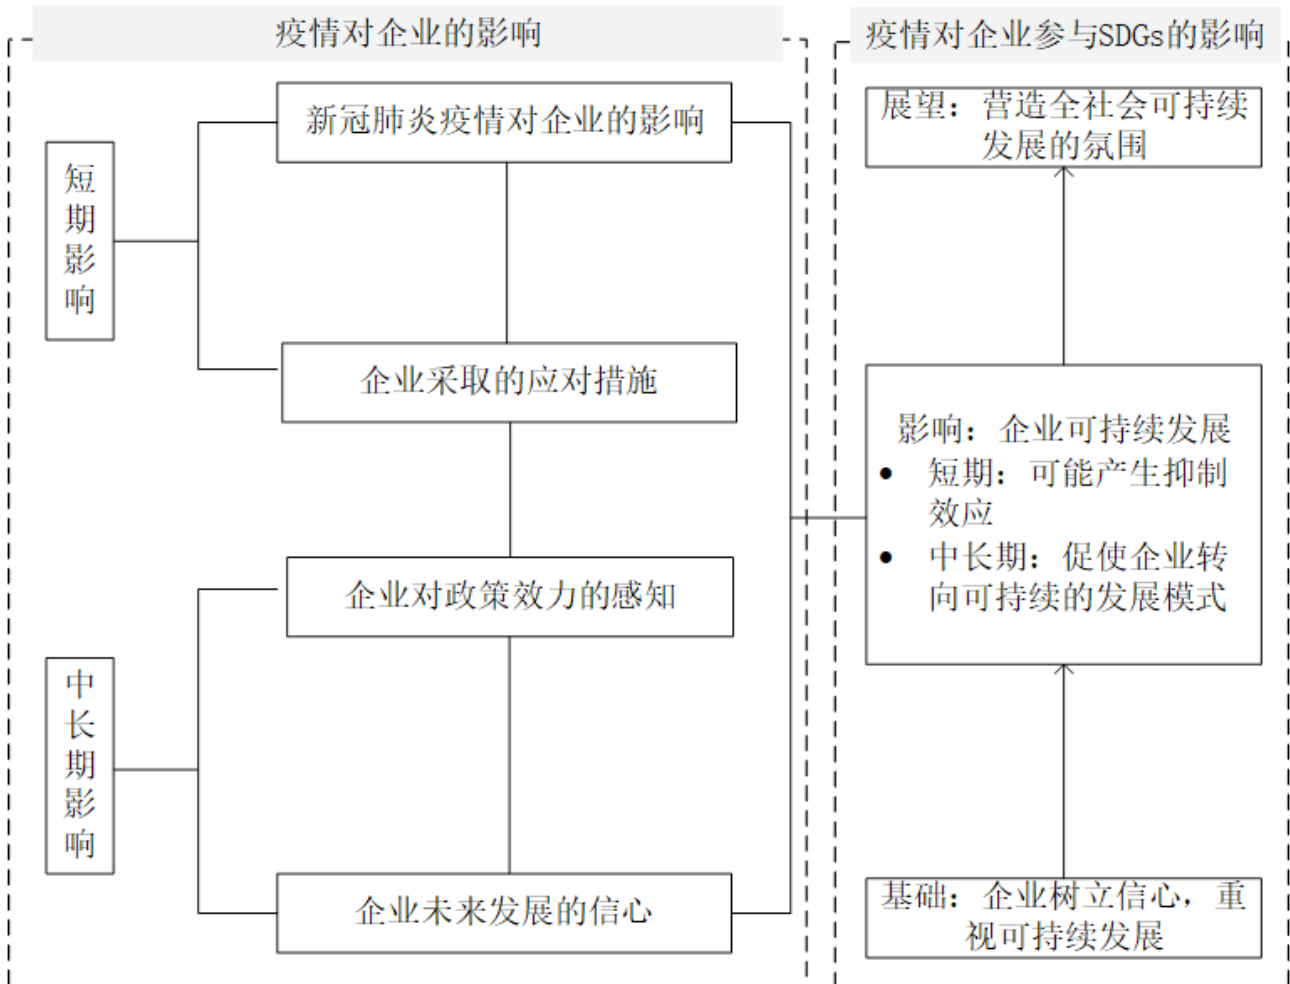 疫情对企业的影响
新冠肺炎疫情对企业的影响
短期影响
企业采取的应对措施
企业对政策效力的感知
中长期影响
企业未来发展的信心
疫情对企业参与SDGs的影响
展望：营造全社会可持续
发展的氛围
影响：企业可持续发展
● 短期：可能产生抑制
效应
● 中长期：促使企业转
向可持续的发展模式
基础：企业树立信心，重
视可持续发展